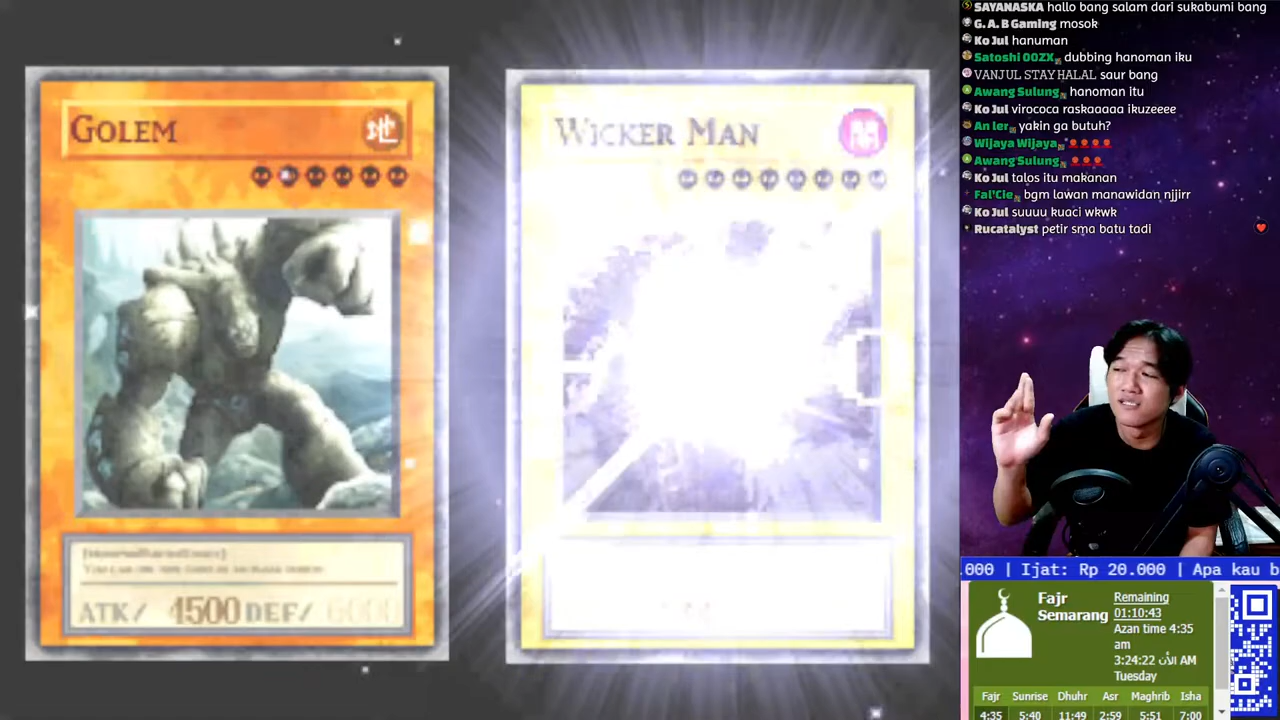 GOLEM
地
ATK/ 4500 DEF/ 6000
WICKER MAN
闇
SAYANASKA hallo bang salam dari sukabumi bang
G. A. B Gaming mosok
Ko Jul hanuman
Satoshi OOZX dubbing hanoman iku
VANJUL STAY HALAL saur bang
Awang Sulung hanoman itu
Ko Jul virococa raskaaaaa ikuzeeee
An ler yakin ga butuh?
Wijaya Wijaya
Awang Sulung
Ko Jul talos itu makanan
Fal'Cie bgm lawan manawidan njjirr
Ko Jul suuuu kuaci wkwk
Rucatalyst petir sma batu tadi
.000 | Ijat: Rp 20.000 | Apa kau b
Fajr
Semarang
Remaining
01:10:43
Azan time 4:35
am
3:24:22 الآن AM
Tuesday
Fajr Sunrise Dhuhr Asr Maghrib Isha
4:35 5:40 11:49 2:59 5:51 7:00